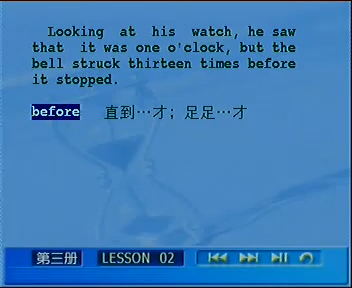 Looking at his watch, he saw
that it was one o'clock, but the
bell struck thirteen times before
it stopped.
before 直到…才；足足…才
第三册 LESSON 02